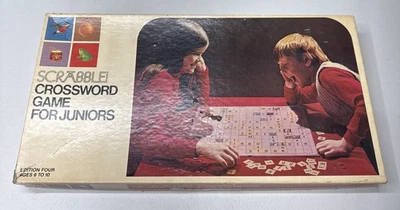 SCRABBLE!
CROSSWORD
GAME
FOR JUNIORS
EDITION FOUR
AGES 6 TO 10